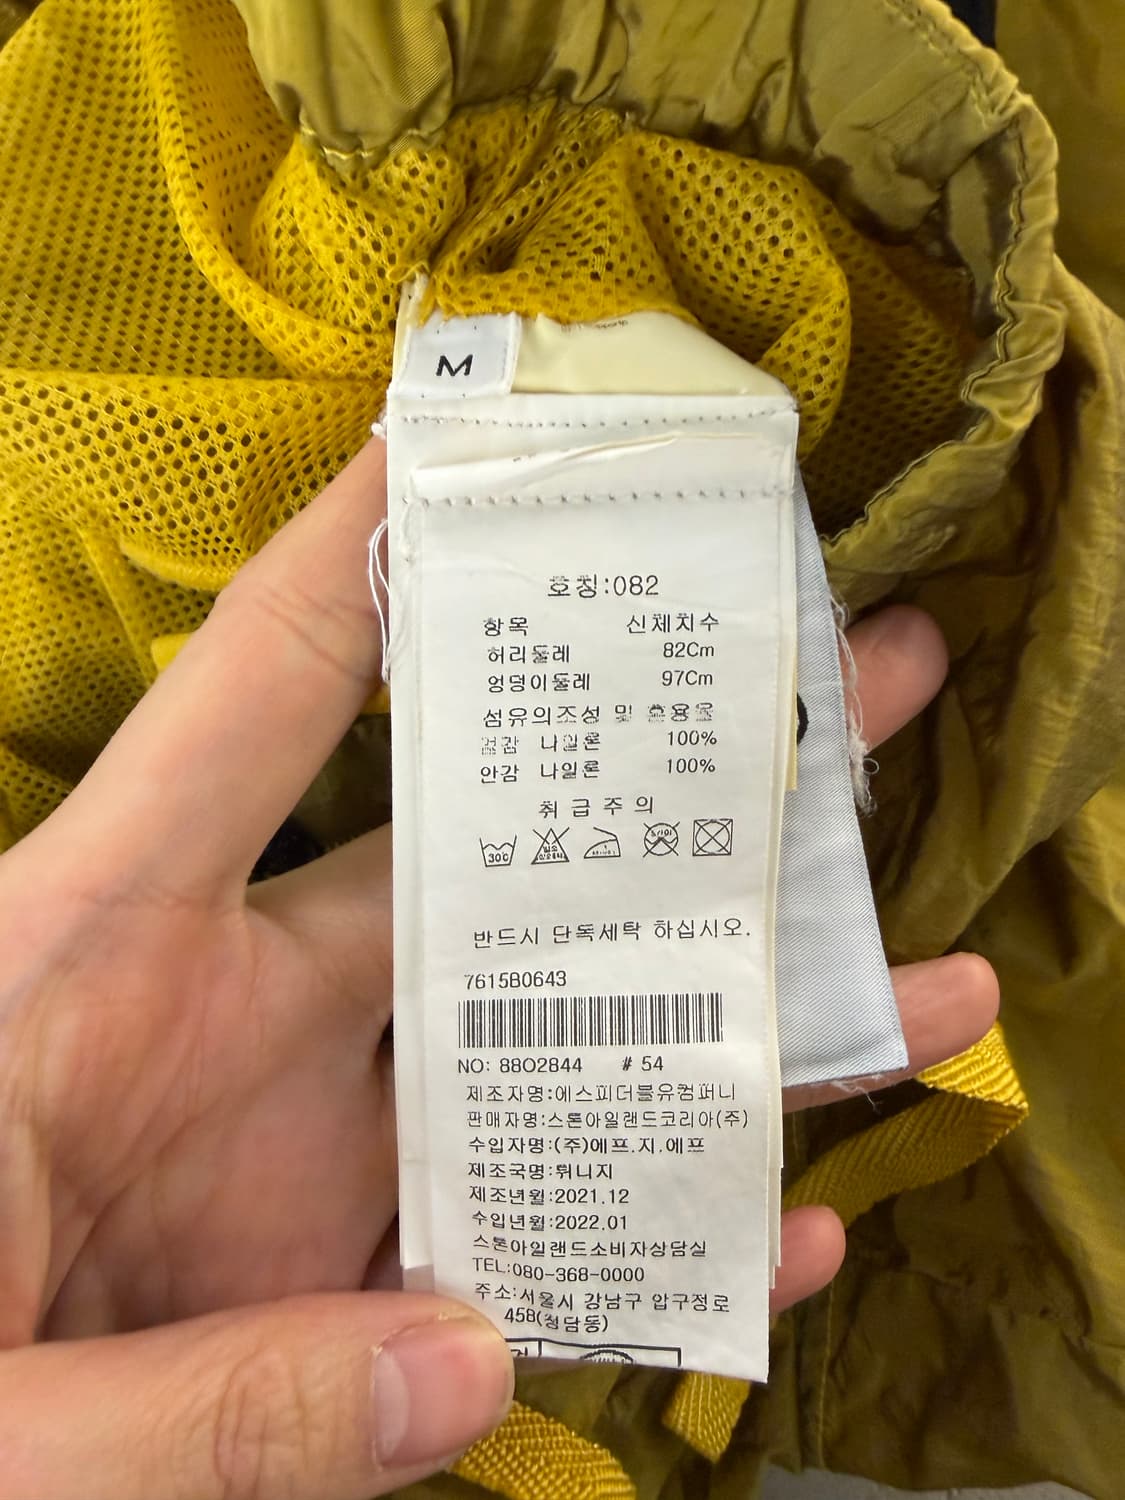 M
호칭:082
항목 신체치수
허리둘레 82Cm
엉덩이둘레 97Cm
섬유의조성 및 혼용율
겉감 나일론 100%
안감 나일론 100%
취급주의
30℃
반드시 단독세탁 하십시오.
7615B0643
NO: 8802844 # 54
제조자명:에스피더블유컴퍼니
판매자명:스톤아일랜드코리아(주)
수입자명:(주)에프.지.에프
제조국명:튀니지
제조년월:2021.12
수입년월:2022.01
스톤아일랜드소비자상담실
TEL:080-368-0000
주소:서울시 강남구 압구정로
458(청담동)